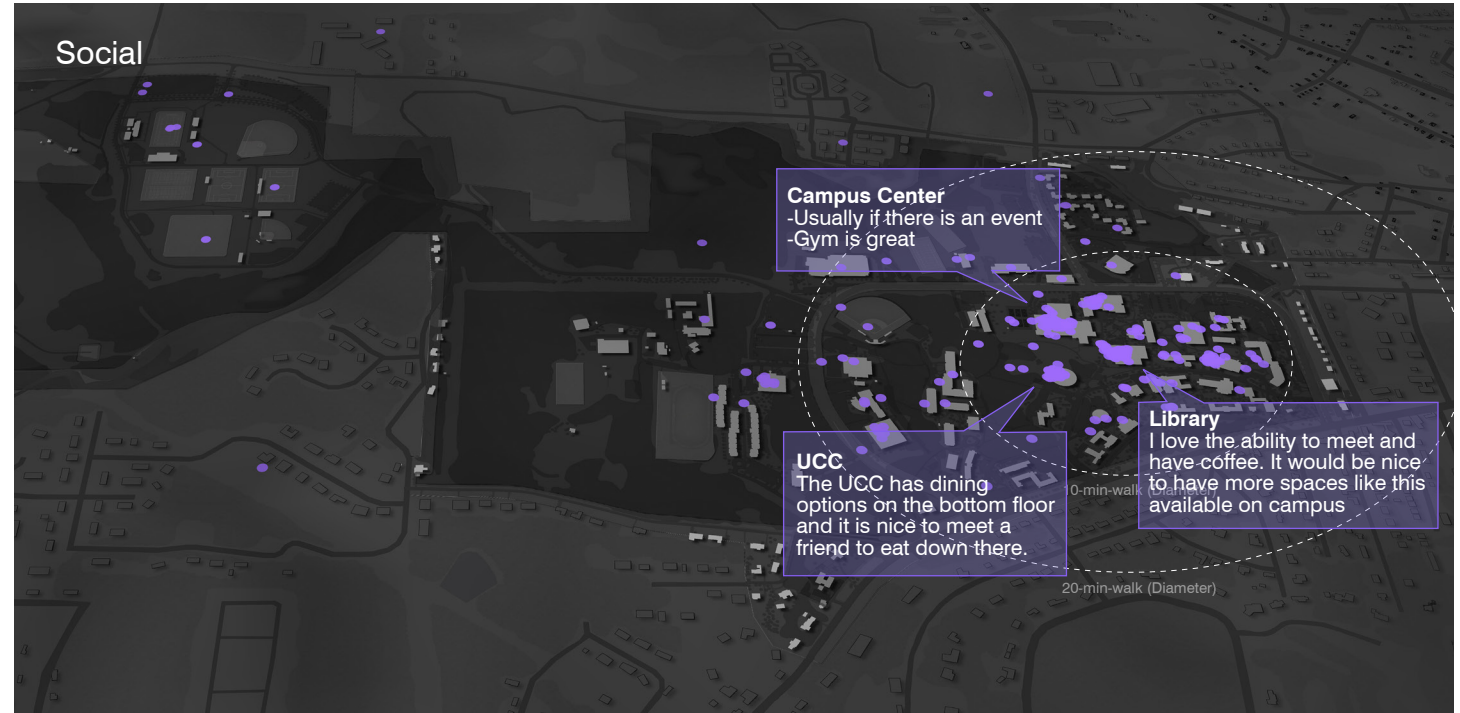 Social
Campus Center
-Usually if there is an event
-Gym is great
UCC
The UCC has dining
options on the bottom floor
and it is nice to meet a
friend to eat down there.
Library
I love the ability to meet and
have coffee. It would be nice
to have more spaces like this
available on campus
10-min-walk (Diameter)
20-min-walk (Diameter)